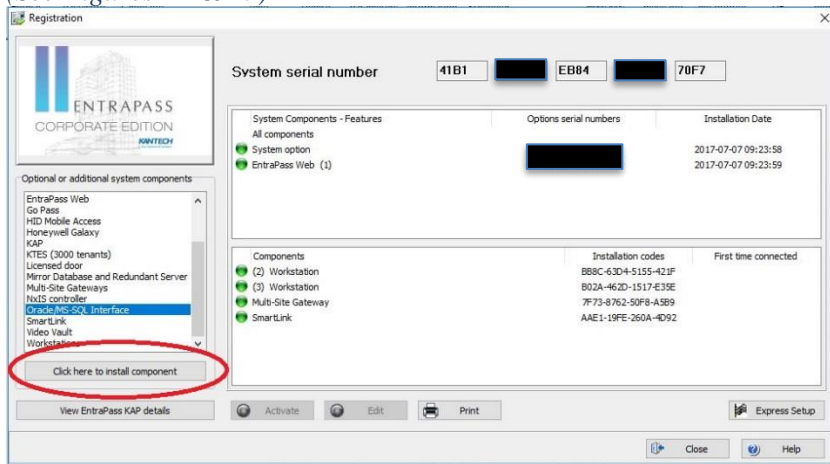 Registration
System serial number
41B1
EB84
70F7
ENTRAPASS
CORPORATE EDITION
KANTECH
System Components - Features Options serial numbers Installation Date
All components
System option 2017-07-07 09:23:58
EntraPass Web (1) 2017-07-07 09:23:59
Optional or additional system components
EntraPass Web
Go Pass
HID Mobile Access
Honeywell Galaxy
KAP
KTES (3000 tenants)
Licensed door
Mirror Database and Redundant Server
Multi-Site Gateways
NxIS controller
Oracle/MS-SQL Interface
SmartLink
Video Vault
Workstations
Components Installation codes First time connected
(2) Workstation BB8C-63D4-5155-421F
(3) Workstation B02A-462D-1517-E35E
Multi-Site Gateway 7F73-8762-50F8-A5B9
SmartLink AAE1-19FE-260A-4D92
Click here to install component
View EntraPass KAP details
Activate
Edit
Print
Express Setup
Close
Help